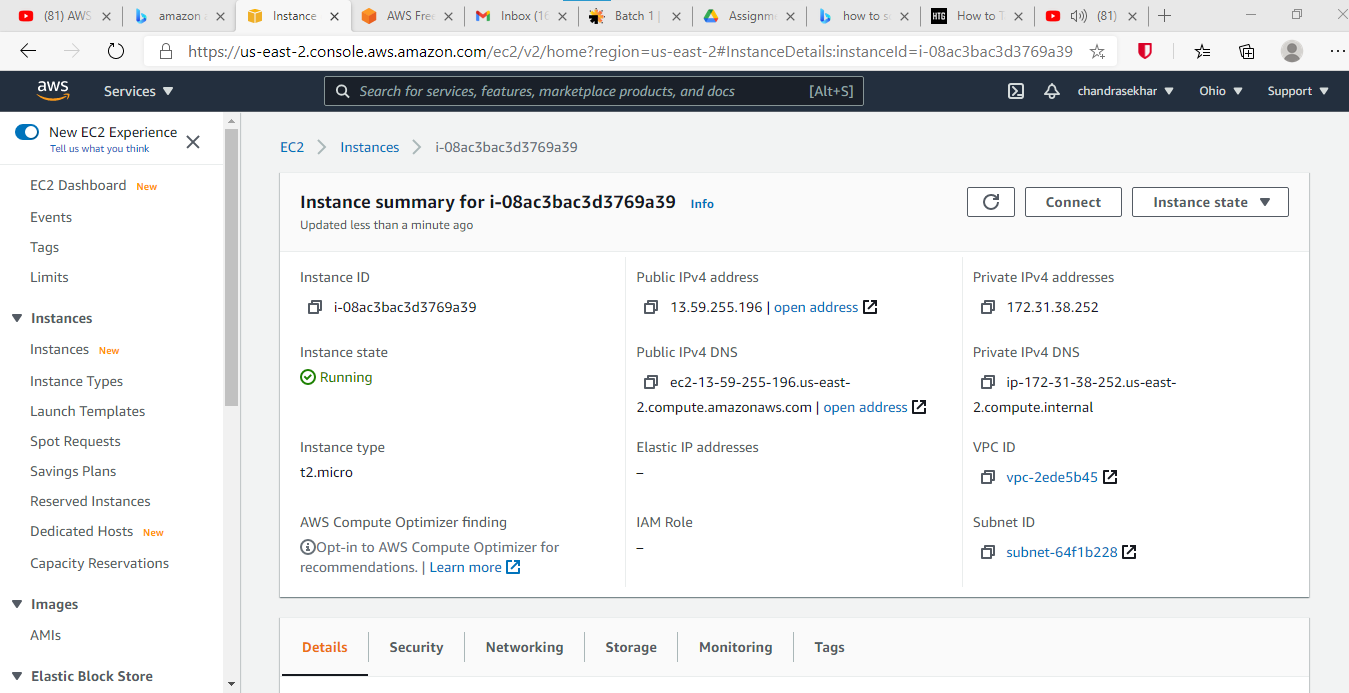 (81) AWS
amazon
Instance
AWS Free
Inbox (16
Batch 1 |
Assignm
how to s
HTG How To
(81)
https://us-east-2.console.aws.amazon.com/ec2/v2/home?region=us-east-2#InstanceDetails:instanceId=i-08ac3bac3d3769a39
aws
Services
Search for services, features, marketplace products, and docs
[Alt+S]
chandrasekhar
Ohio
Support
New EC2 Experience
Tell us what you think
EC2 Dashboard New
Events
Tags
Limits
Instances
Instances New
Instance Types
Launch Templates
Spot Requests
Savings Plans
Reserved Instances
Dedicated Hosts New
Capacity Reservations
Images
AMIs
Elastic Block Store
EC2
Instances
i-08ac3bac3d3769a39
Instance summary for i-08ac3bac3d3769a39 Info
Updated less than a minute ago
Connect
Instance state
Instance ID
i-08ac3bac3d3769a39
Public IPv4 address
13.59.255.196 | open address
Private IPv4 addresses
172.31.38.252
Instance state
Running
Public IPv4 DNS
ec2-13-59-255-196.us-east-
2.compute.amazonaws.com | open address
Private IPv4 DNS
ip-172-31-38-252.us-east-
2.compute.internal
Instance type
t2.micro
Elastic IP addresses
–
VPC ID
vpc-2ede5b45
AWS Compute Optimizer finding
Opt-in to AWS Compute Optimizer for
recommendations. | Learn more
IAM Role
–
Subnet ID
subnet-64f1b228
Details
Security
Networking
Storage
Monitoring
Tags